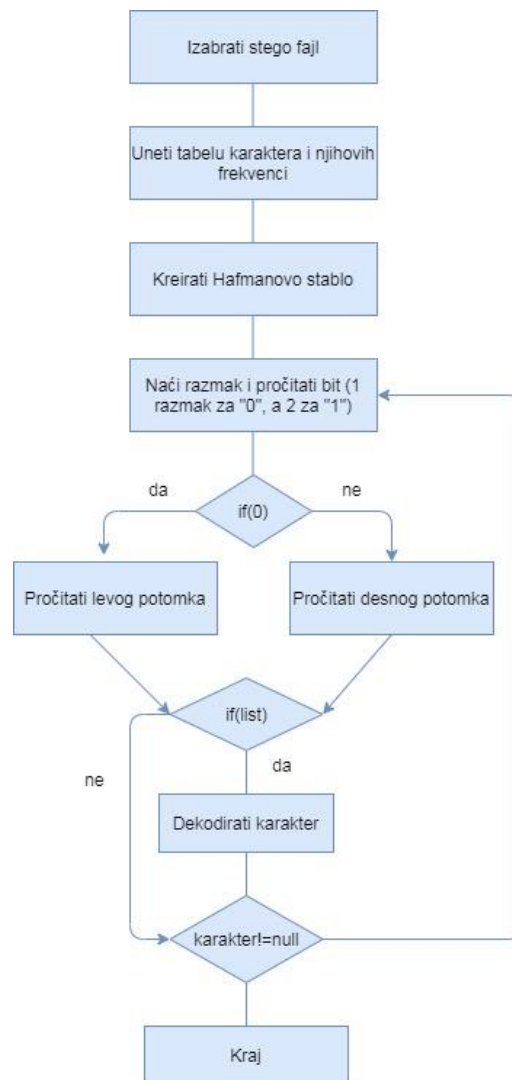 Izabrati stego fajl
Uneti tabelu karaktera i njihovih
frekvenci
Kreirati Hafmanovo stablo
Naći razmak i pročitati bit (1
razmak za "0", a 2 za "1")
da
ne
if(0)
Pročitati levog potomka
Pročitati desnog potomka
if(list)
da
ne
Dekodirati karakter
karakter!=null
Kraj